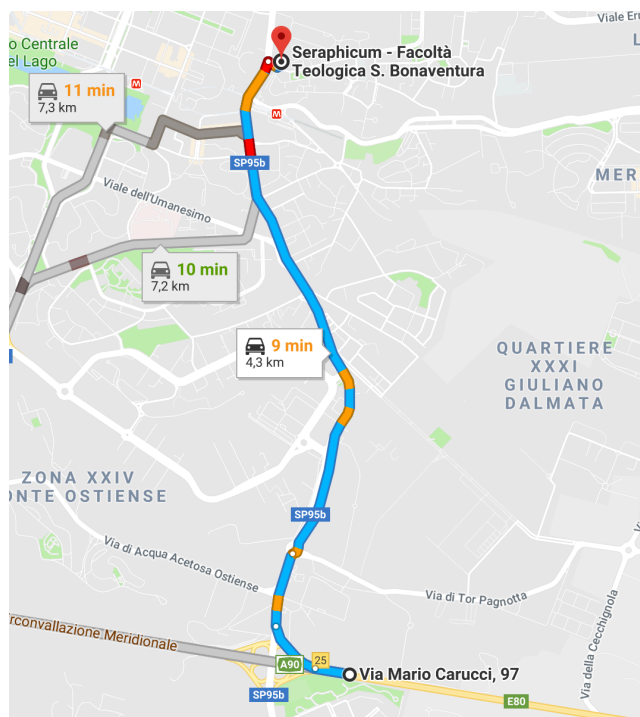 Viale Eru
o Centrale
el Lago
Seraphicum - Facoltà
Teologica S. Bonaventura
11 min
7,3 km
M
M
SP95b
MER
Viale dell'Umanesimo
10 min
7,2 km
9 min
4,3 km
QUARTIERE
XXXI
GIULIANO
DALMATA
ZONA XXIV
ONTE OSTIENSE
SP95b
Via di Acqua Acetosa Ostiense
Via di Tor Pagnotta
Via della Cecchignola
rconvallazione Meridionale
A90
25
Via Mario Carucci, 97
SP95b
E80